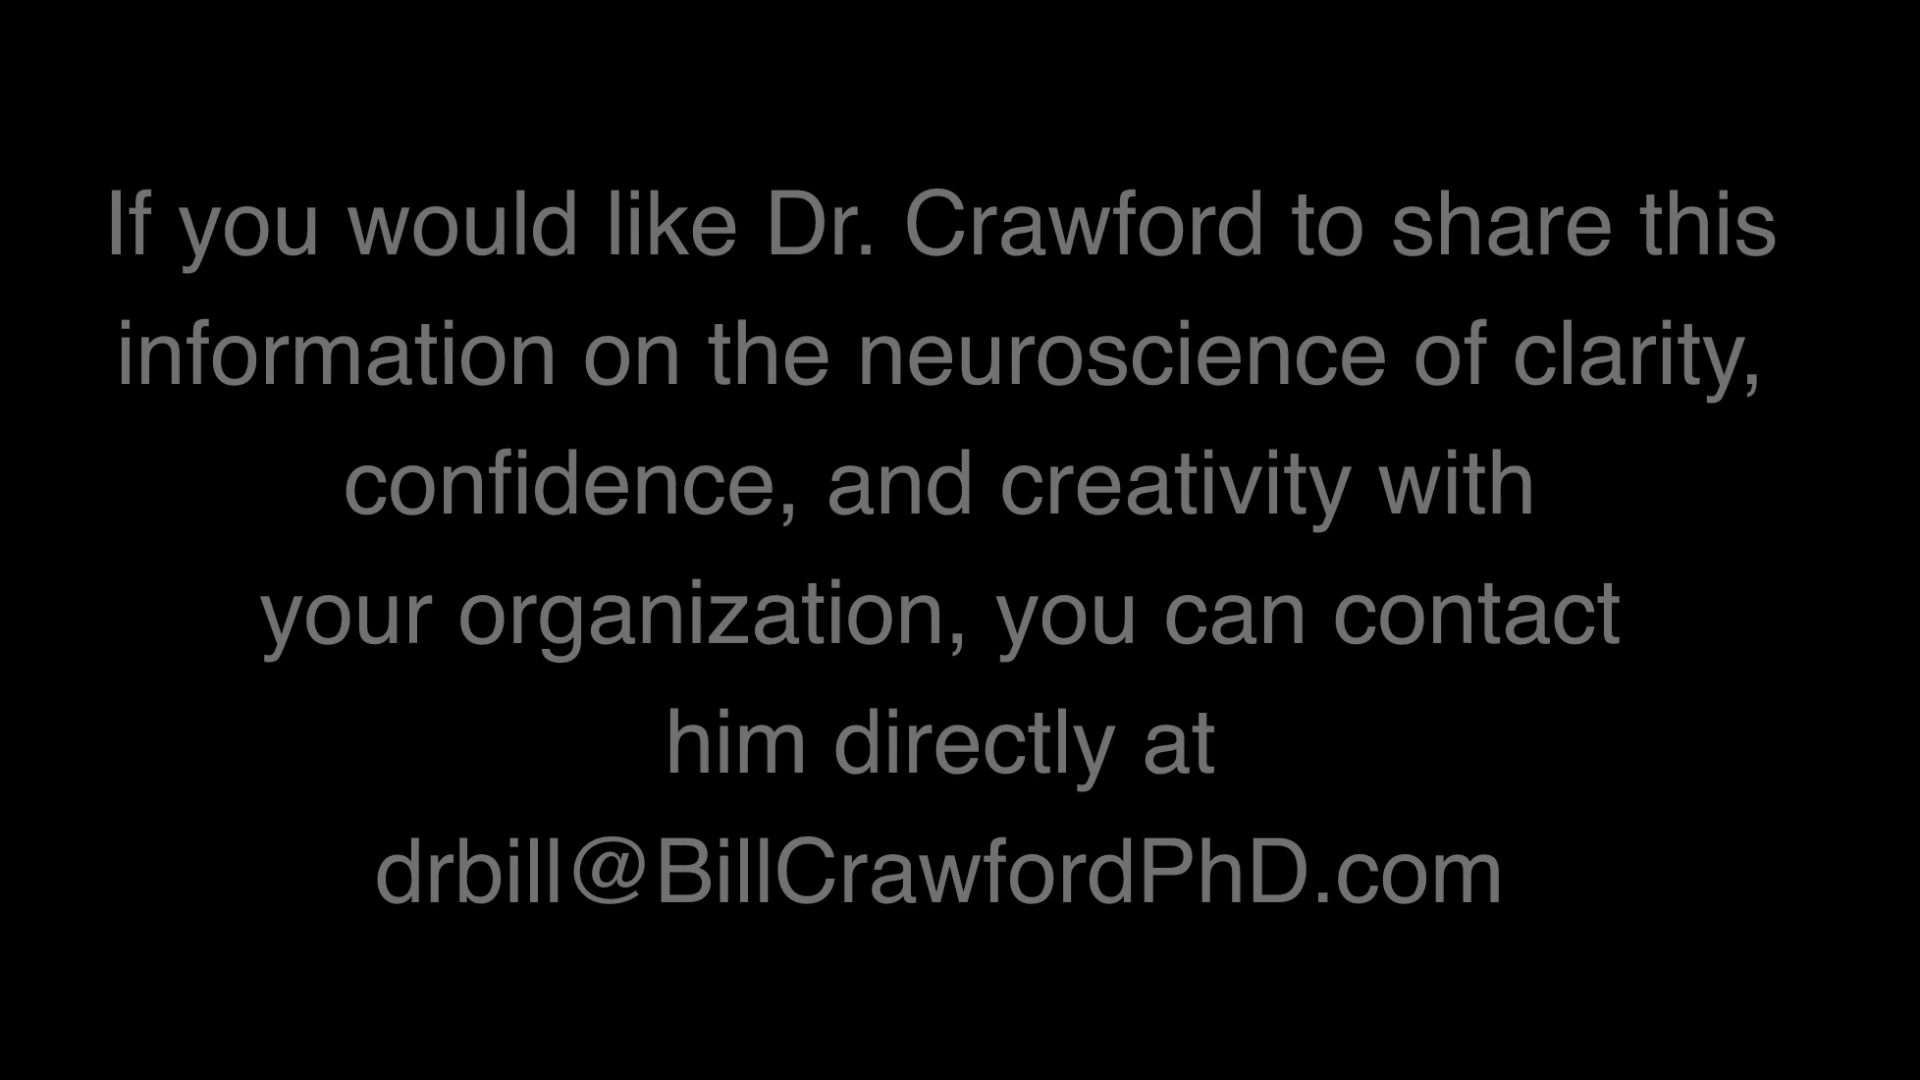 If you would like Dr. Crawford to share this
information on the neuroscience of clarity,
confidence, and creativity with
your organization, you can contact
him directly at
drbill@BillCrawfordPhD.com